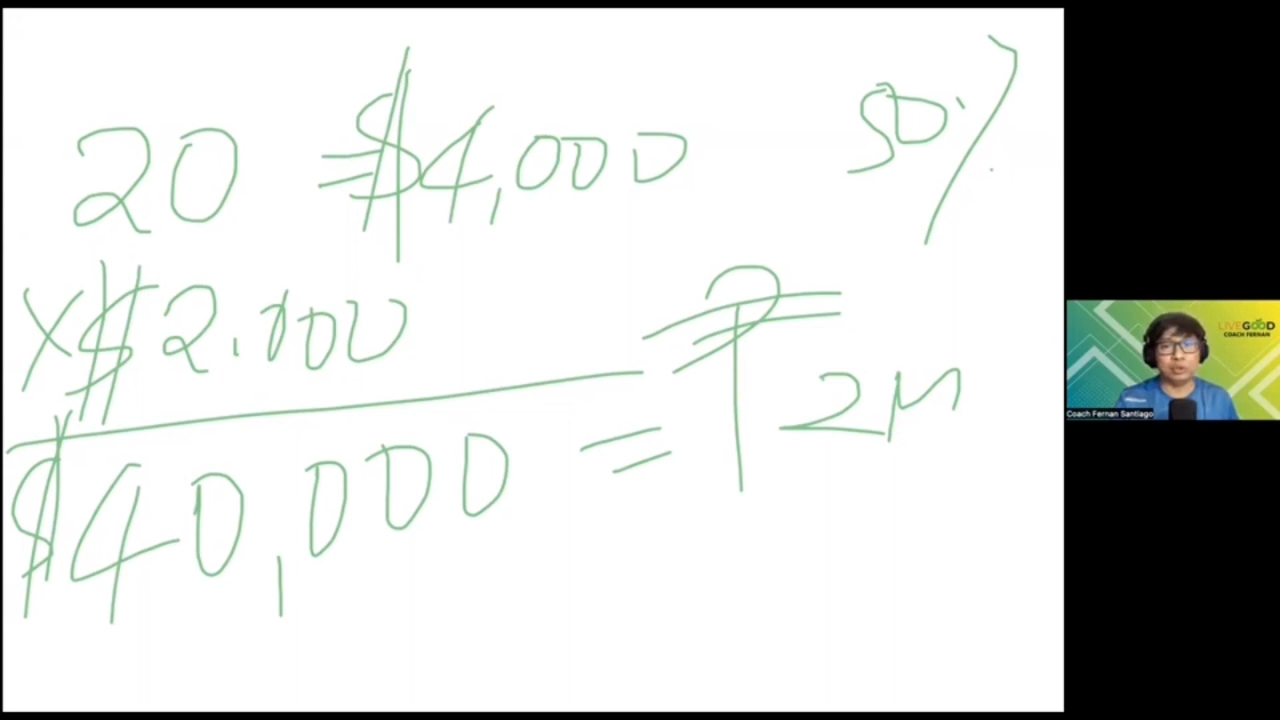 20 = $4,000 50%
X $2.000 = ₱ 2M
$40,000 =
LIVEGOOD
COACH FERNAN
Coach Fernan Santiago